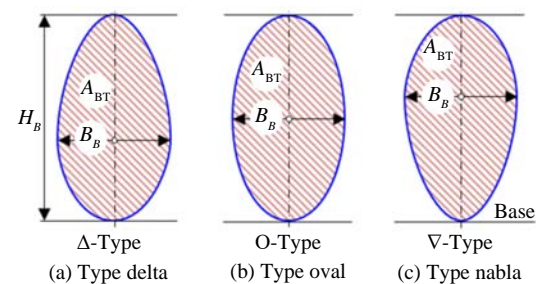 H_B
A_BT
B_B
A_BT
B_B
A_BT
B_B
Base
Δ-Type
O-Type
∇-Type
(a) Type delta
(b) Type oval
(c) Type nabla